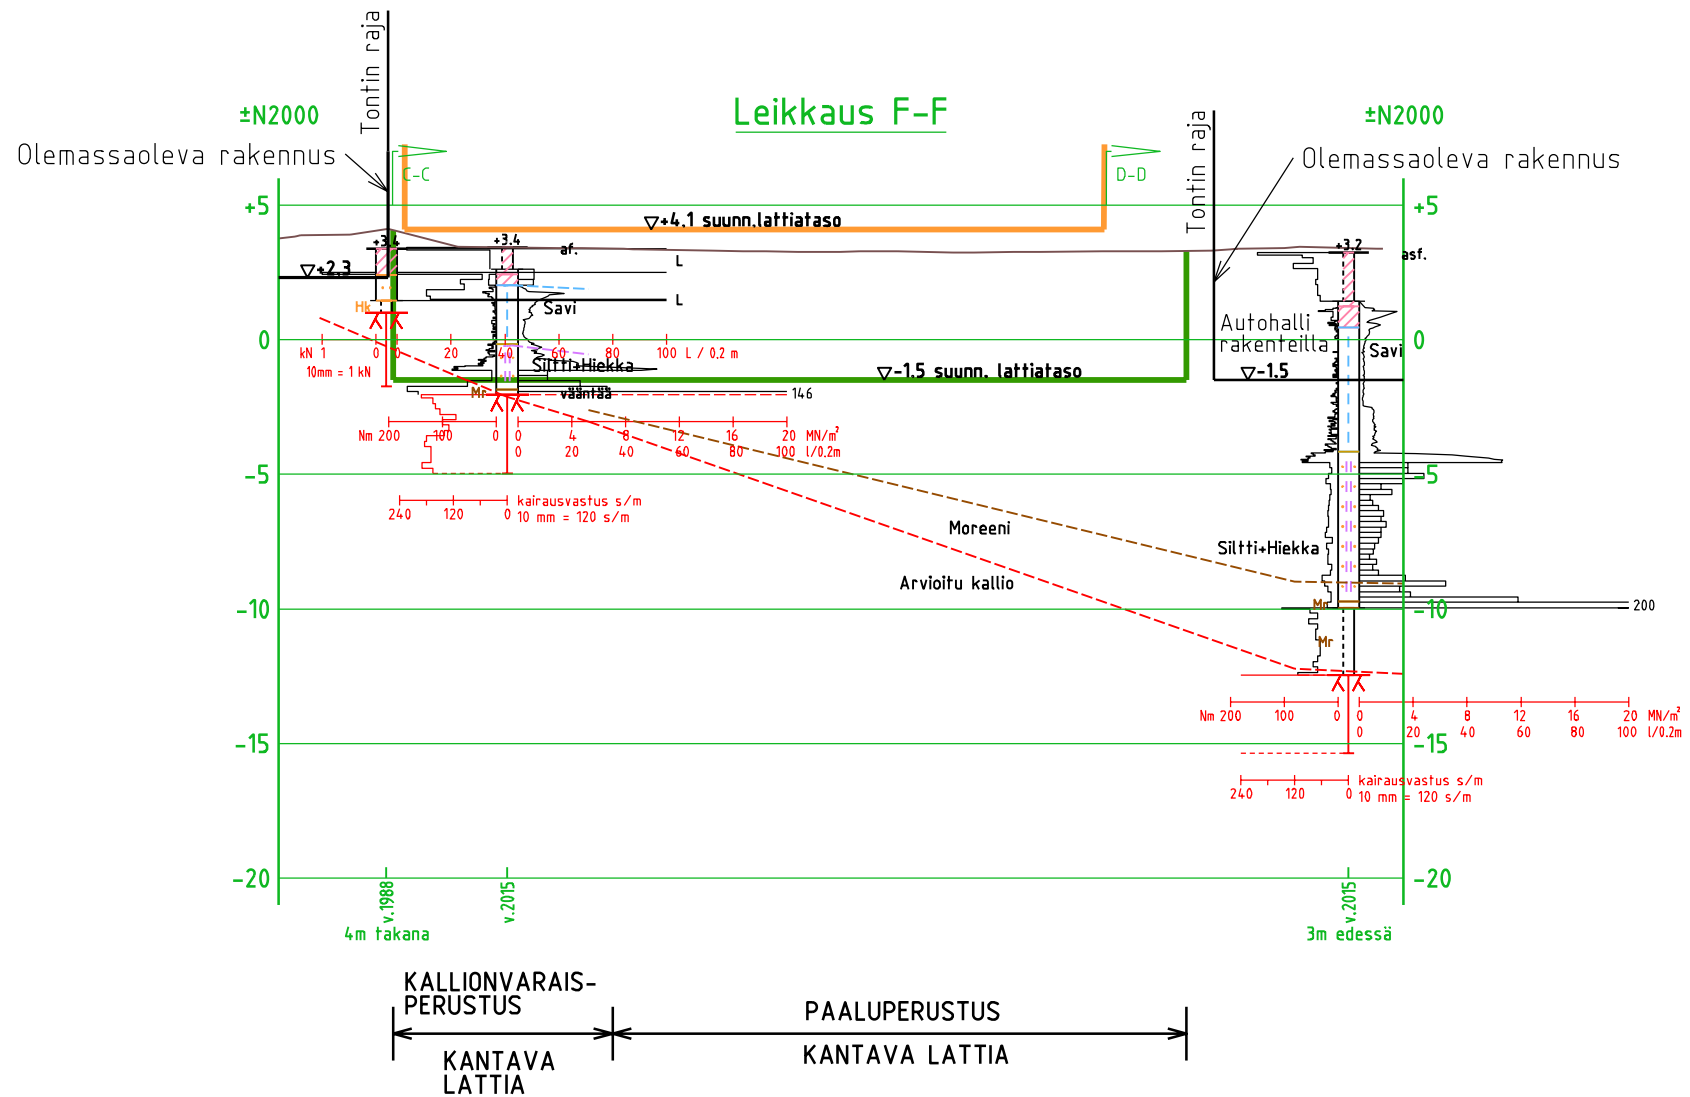 Tontin raja
±N2000
Leikkaus F-F
±N2000
Tontin raja
Olemassaoleva rakennus
Olemassaoleva rakennus
C-C
D-D
+5
+5
+4.1 suunn.lattiataso
+3.4
+3.4
af.
+3.2
asf.
L
+2.3
L
Hk
Savi
Autohalli
rakenteilla
Savi
0
0
kN 1
0
0
20
40
60
80
100
L / 0.2 m
10mm = 1 kN
Siltti+Hiekka
-1.5 suunn. lattiataso
-1.5
Mr
vääntää
146
Nm 200
100
0
0
4
8
12
16
20
MN/m²
0
20
40
60
80
100
l/0.2m
-5
-5
240
120
0
kairausvastus s/m
10 mm = 120 s/m
Moreeni
Siltti+Hiekka
Arvioitu kallio
-10
Mr
-10
200
Mr
Nm 200
100
0
0
4
8
12
16
20
MN/m²
0
20
40
60
80
100
l/0.2m
-15
-15
240
120
0
kairausvastus s/m
10 mm = 120 s/m
-20
-20
v.1988
v.2015
v.2015
4m takana
3m edessä
KALLIONVARAIS-
PERUSTUS
PAALUPERUSTUS
KANTAVA
LATTIA
KANTAVA LATTIA